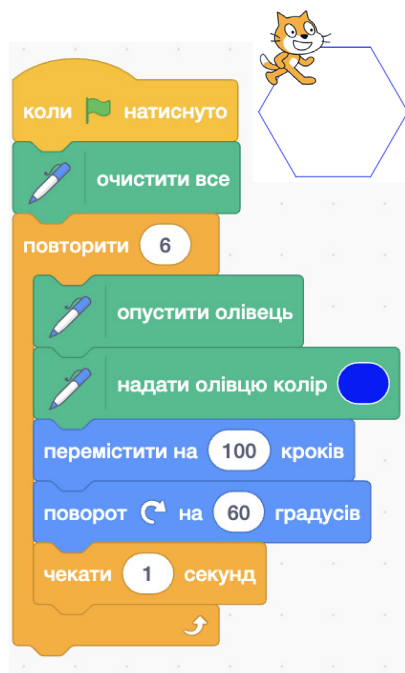 коли натиснуто
очистити все
повторити 6
опустити олівець
надати олівцю колір
перемістити на 100 кроків
поворот на 60 градусів
чекати 1 секунд